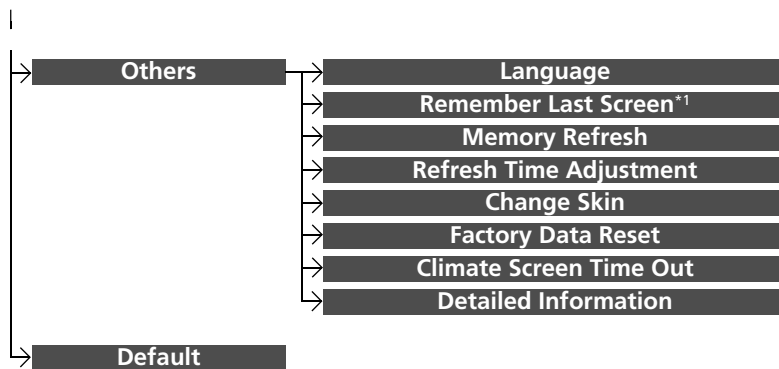 Others
Language
Remember Last Screen*1
Memory Refresh
Refresh Time Adjustment
Change Skin
Factory Data Reset
Climate Screen Time Out
Detailed Information
Default